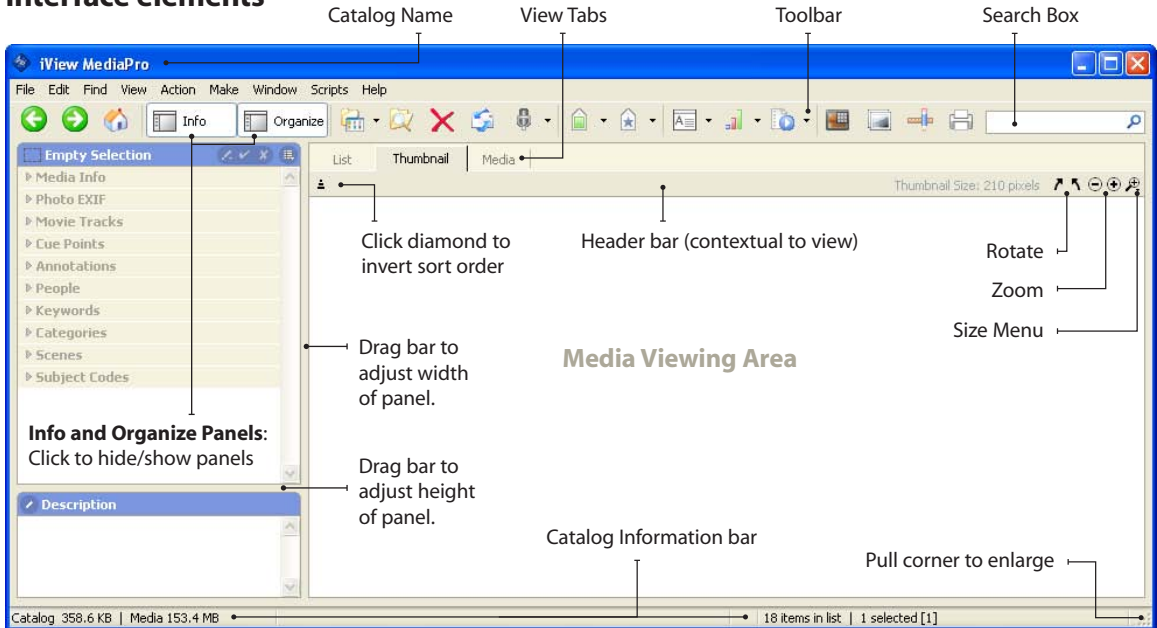 Interface elements
Catalog Name View Tabs Toolbar Search Box
iView MediaPro
File Edit Find View Action Make Window Scripts Help
Info Organize
Empty Selection
List Thumbnail Media
Media Info
Thumbnail Size: 210 pixels
Photo EXIF
Movie Tracks
Cue Points
Annotations
People
Keywords
Categories
Scenes
Subject Codes
Click diamond to
invert sort order
Header bar (contextual to view)
Rotate
Zoom
Size Menu
Drag bar to
adjust width
of panel.
Media Viewing Area
Info and Organize Panels:
Click to hide/show panels
Drag bar to
adjust height
of panel.
Description
Catalog Information bar
Pull corner to enlarge
Catalog 358.6 KB | Media 153.4 MB
18 items in list | 1 selected [1]